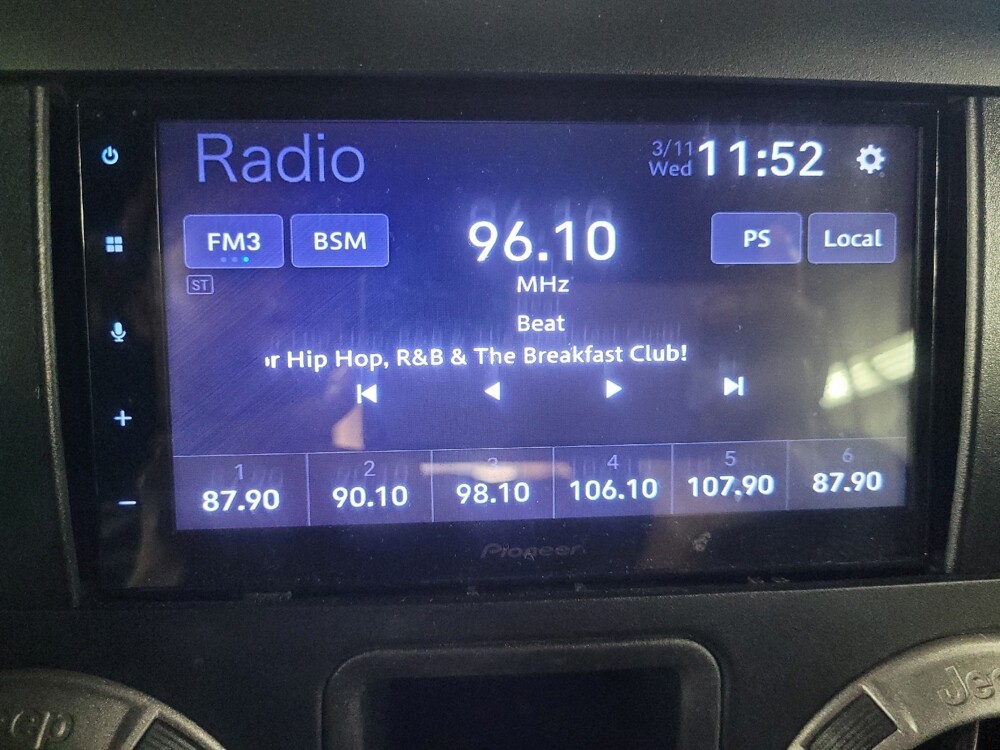 Radio
3/11
Wed
11:52
FM3
BSM
96.10
PS
Local
ST
MHz
Beat
r Hip Hop, R&B & The Breakfast Club!
1 2 3 4 5 6
87.90 90.10 98.10 106.10 107.90 87.90
Pioneer
eep
Jee